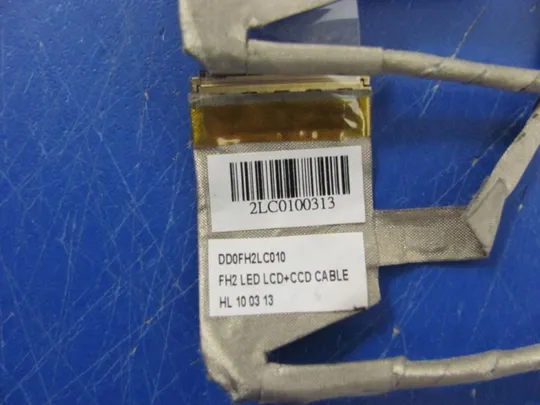 2LC0100313
DD0FH2LC010
FH2 LED LCD+CCD CABLE
HL 10 03 13